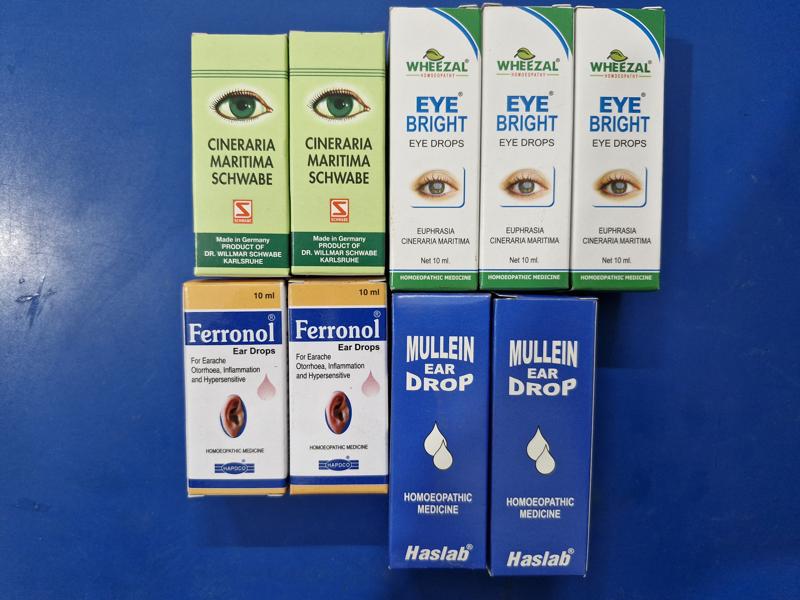 CINERARIA
MARITIMA
SCHWABE
SCHWABE
Made in Germany
PRODUCT OF
DR. WILLMAR SCHWABE
KARLSRUHE
CINERARIA
MARITIMA
SCHWABE
SCHWABE
Made in Germany
PRODUCT OF
DR. WILLMAR SCHWABE
KARLSRUHE
WHEEZAL®
HOMOEOPATHY
EYE®
BRIGHT
EYE DROPS
EUPHRASIA
CINERARIA MARITIMA
Net 10 ml.
HOMOEOPATHIC MEDICINE
WHEEZAL®
HOMOEOPATHY
EYE®
BRIGHT
EYE DROPS
EUPHRASIA
CINERARIA MARITIMA
Net 10 ml.
HOMOEOPATHIC MEDICINE
WHEEZAL®
HOMOEOPATHY
EYE®
BRIGHT
EYE DROPS
EUPHRASIA
CINERARIA MARITIMA
Net 10 ml.
HOMOEOPATHIC MEDICINE
10 ml
Ferronol®
Ear Drops
For Earache
Otorrhoea, Inflammation
and Hypersensitive
HOMOEOPATHIC MEDICINE
HAPDCO
10 ml
Ferronol®
Ear Drops
For Earache
Otorrhoea, Inflammation
and Hypersensitive
HOMOEOPATHIC MEDICINE
HAPDCO
MULLEIN
EAR
DROP
HOMOEOPATHIC
MEDICINE
Haslab®
MULLEIN
EAR
DROP
HOMOEOPATHIC
MEDICINE
Haslab®